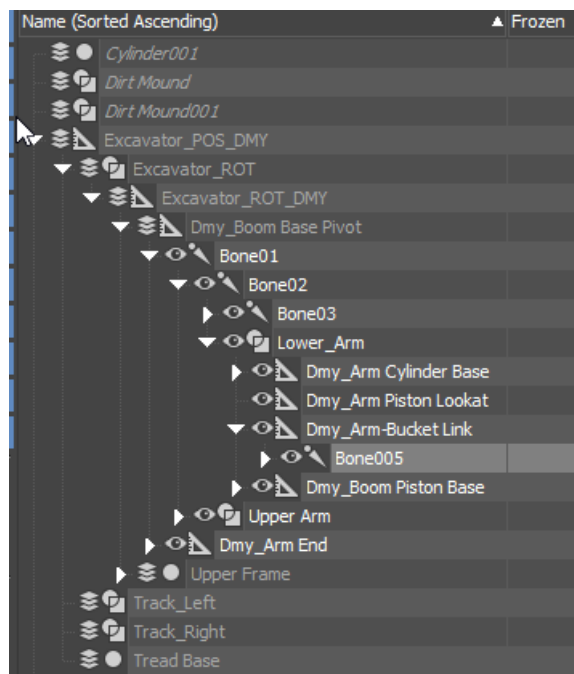 Name (Sorted Ascending) Frozen
Cylinder001
Dirt Mound
Dirt Mound001
Excavator_POS_DMY
Excavator_ROT
Excavator_ROT_DMY
Dmy_Boom Base Pivot
Bone01
Bone02
Bone03
Lower_Arm
Dmy_Arm Cylinder Base
Dmy_Arm Piston Lookat
Dmy_Arm-Bucket Link
Bone005
Dmy_Boom Piston Base
Upper Arm
Dmy_Arm End
Upper Frame
Track_Left
Track_Right
Tread Base